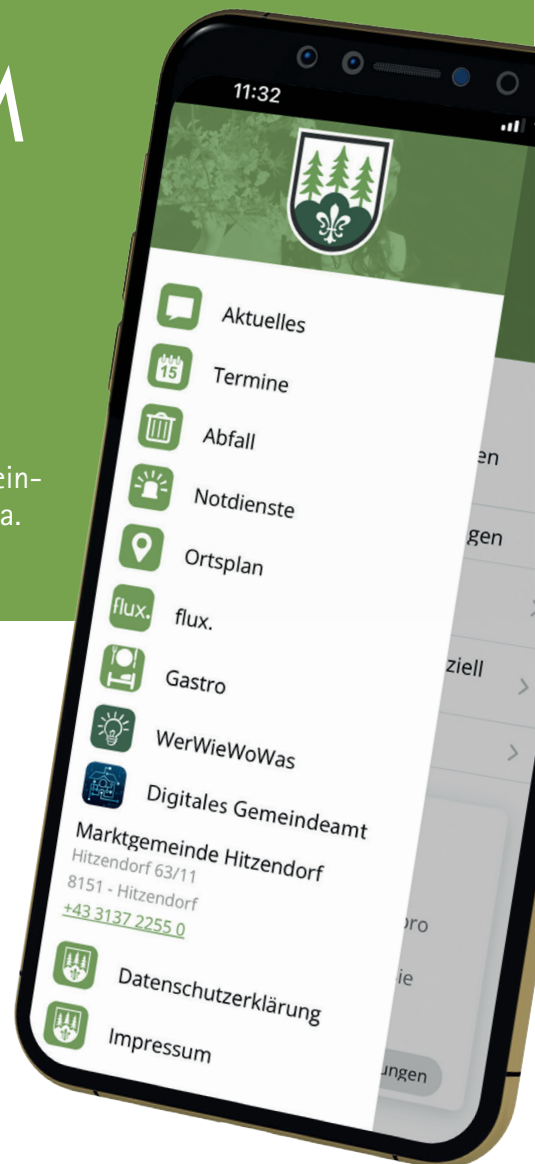 11:32
Aktuelles
15
Termine
Abfall
Notdienste
Ortsplan
flux.
flux.
Gastro
WerWieWoWas
Digitales Gemeindeamt
Marktgemeinde Hitzendorf
Hitzendorf 63/11
8151 - Hitzendorf
+43 3137 2255 0
Datenschutzerklärung
Impressum
ein-
a.
en
gen
ziell
oro
ie
ungen